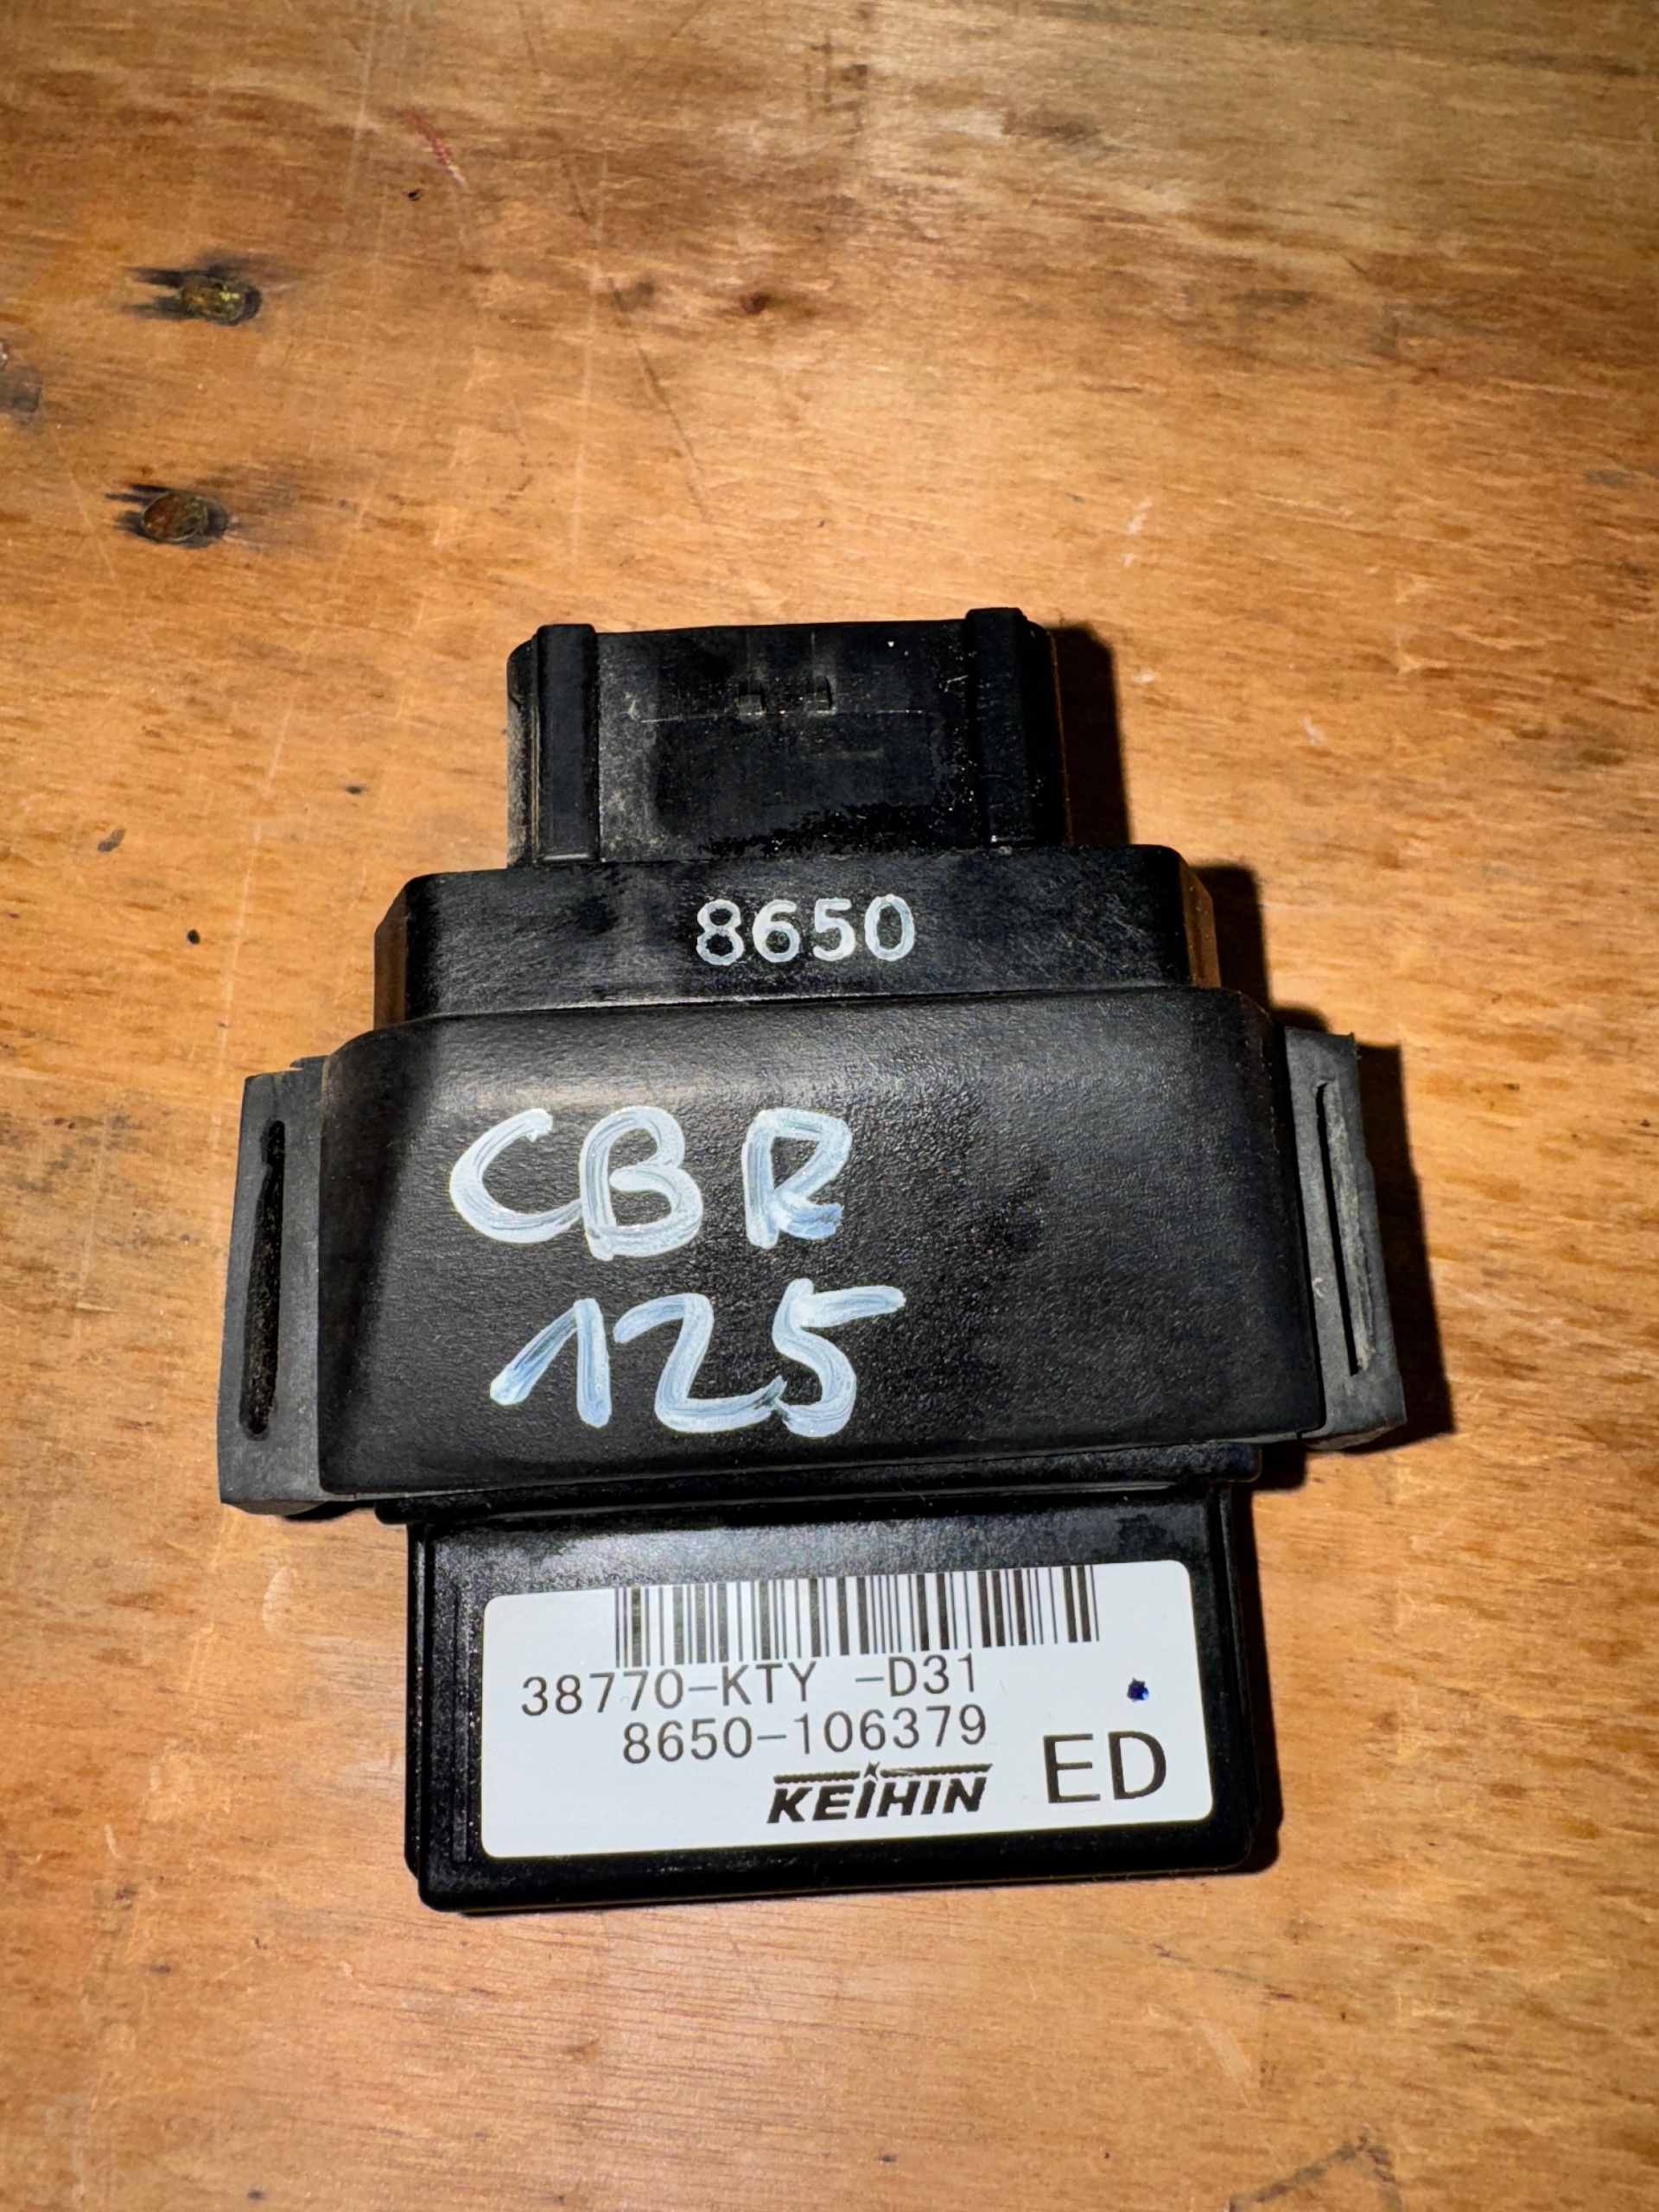 8650
CBR
125
38770-KTY -D31
8650-106379
KEIHIN ED